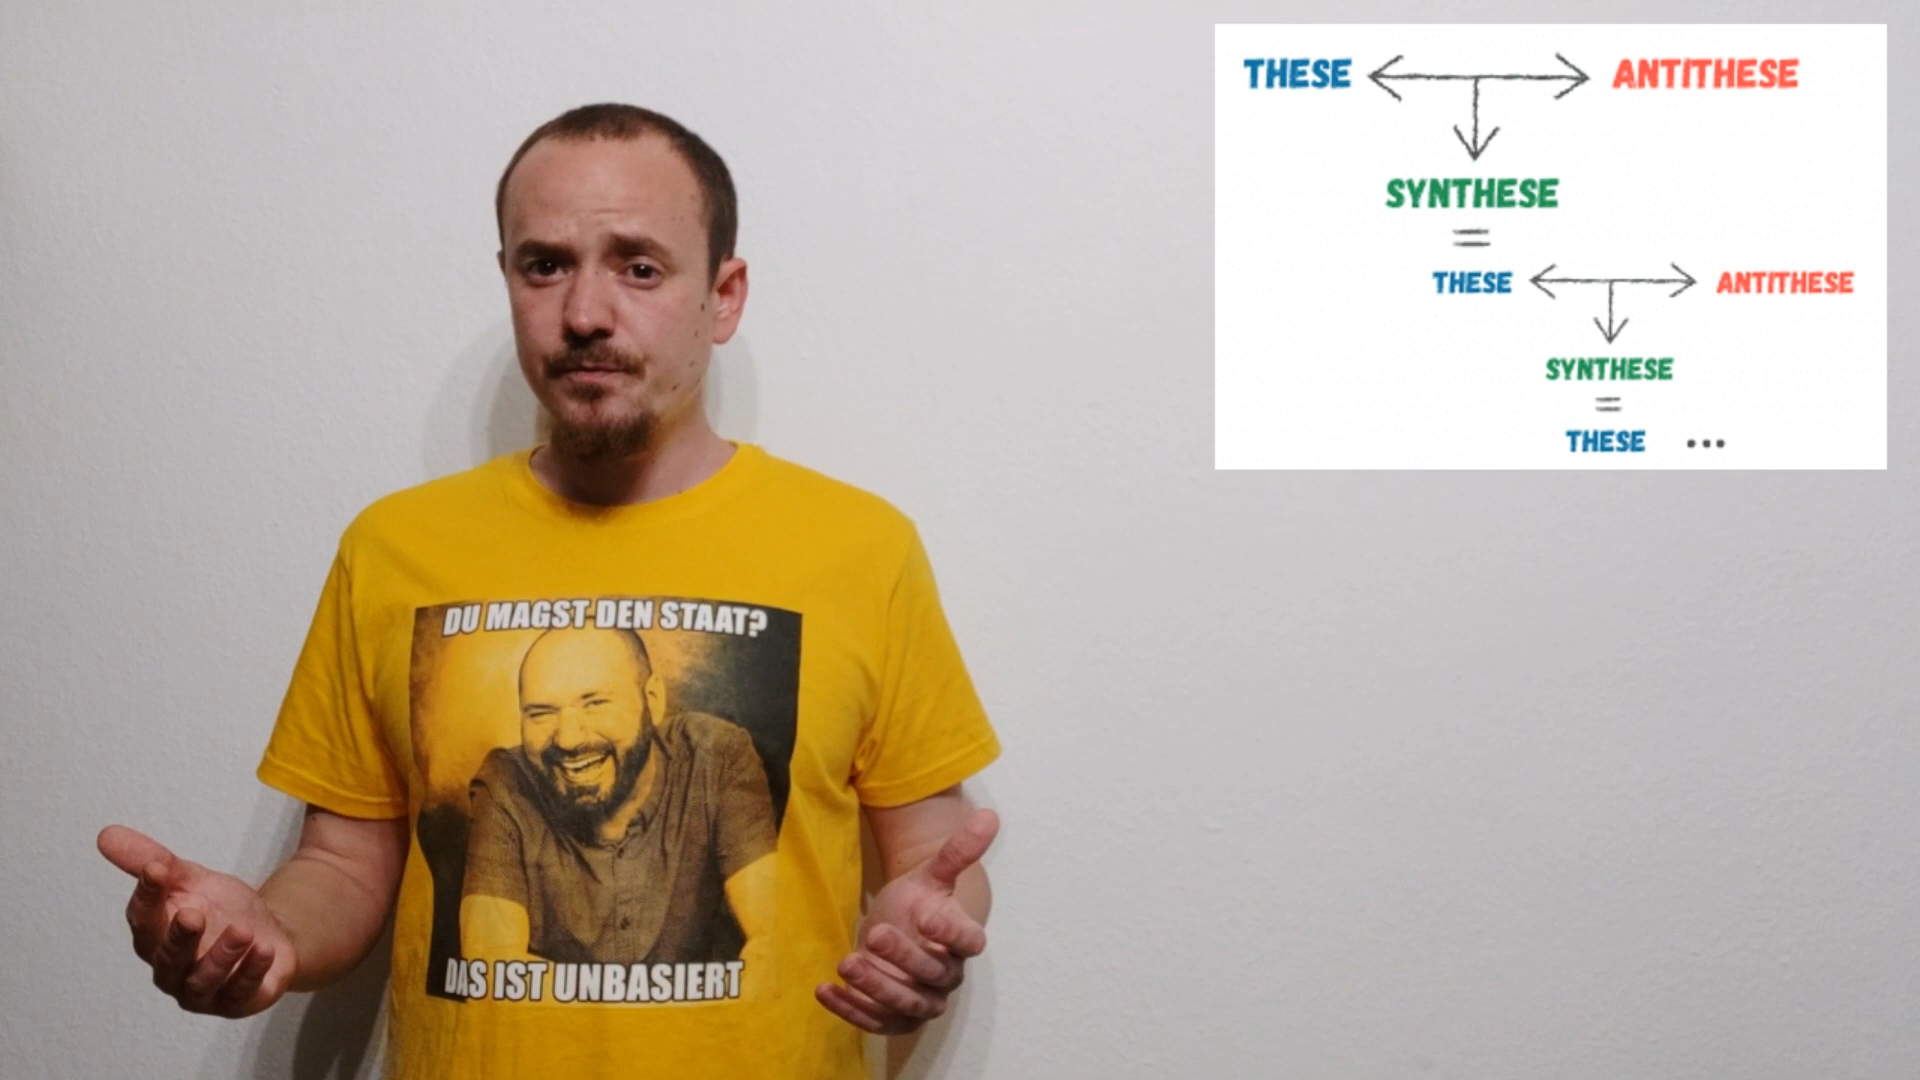 THESE ANTITHESE
SYNTHESE
=
THESE ANTITHESE
SYNTHESE
=
THESE ...
DU MAGST DEN STAAT?
DAS IST UNBASIERT